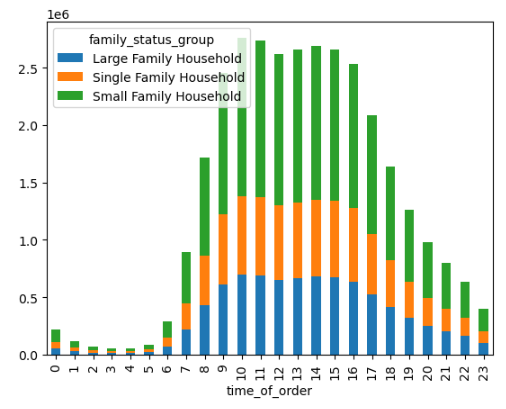 1e6
family_status_group
Large Family Household
Single Family Household
Small Family Household
2.5
2.0
1.5
1.0
0.5
0.0
0 1 2 3 4 5 6 7 8 9 10 11 12 13 14 15 16 17 18 19 20 21 22 23
time_of_order